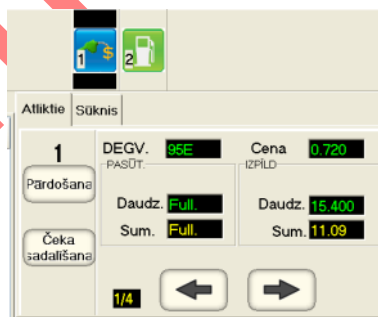 1 $ 2
Atliktie Sūknis
1 DEGV. 95E Cena 0.720
PASŪT. IZPILD
Pārdošana
Daudz. Full. Daudz. 15.400
Sum. Full. Sum. 11.09
Čeka
sadalīšana
1/4